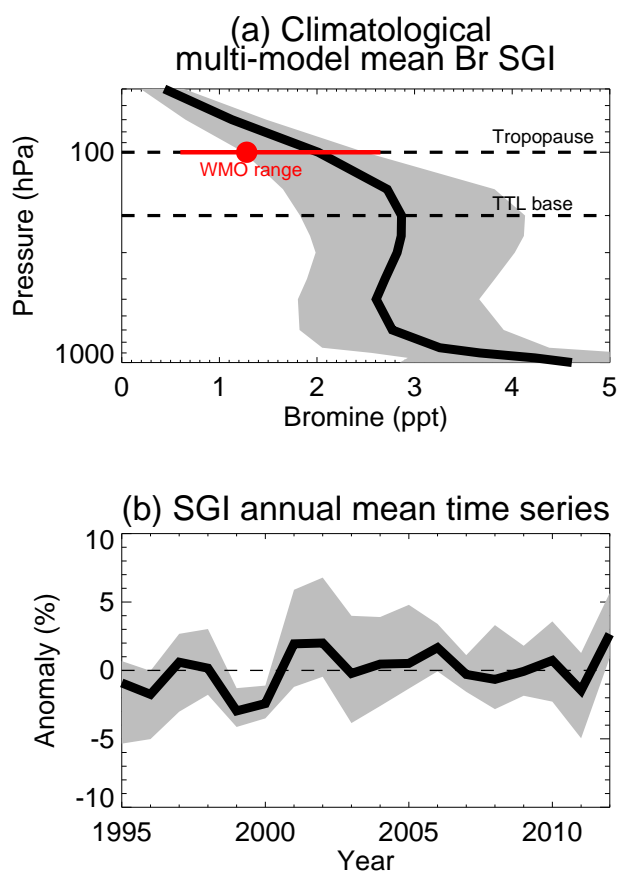 (a) Climatological
multi-model mean Br SGI
Pressure (hPa)
100
1000
Tropopause
WMO range
TTL base
0 1 2 3 4 5
Bromine (ppt)
(b) SGI annual mean time series
Anomaly (%)
10
5
0
-5
-10
1995 2000 2005 2010
Year